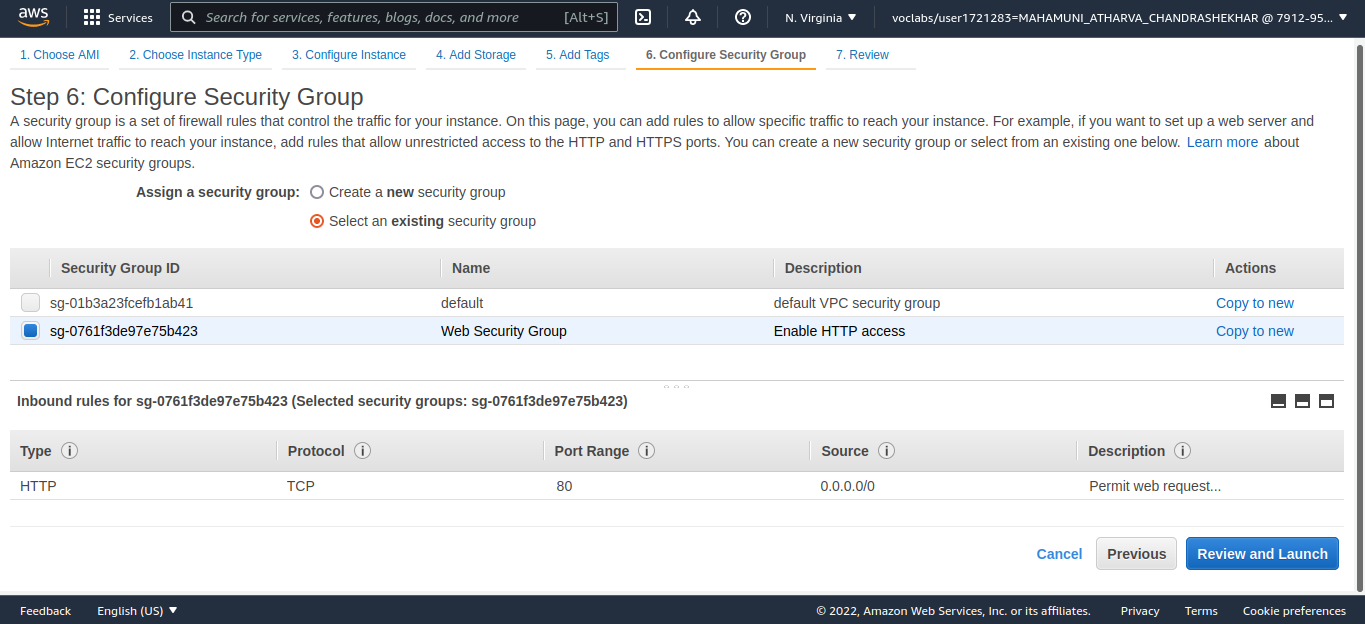 aws Services Search for services, features, blogs, docs, and more [Alt+S] N. Virginia voclabs/user1721283=MAHAMUNI_ATHARVA_CHANDRASHEKHAR @ 7912-95...
1. Choose AMI 2. Choose Instance Type 3. Configure Instance 4. Add Storage 5. Add Tags 6. Configure Security Group 7. Review
Step 6: Configure Security Group
A security group is a set of firewall rules that control the traffic for your instance. On this page, you can add rules to allow specific traffic to reach your instance. For example, if you want to set up a web server and
allow Internet traffic to reach your instance, add rules that allow unrestricted access to the HTTP and HTTPS ports. You can create a new security group or select from an existing one below. Learn more about
Amazon EC2 security groups.
Assign a security group: Create a new security group
Select an existing security group
Security Group ID Name Description Actions
sg-01b3a23fcefb1ab41 default default VPC security group Copy to new
sg-0761f3de97e75b423 Web Security Group Enable HTTP access Copy to new
Inbound rules for sg-0761f3de97e75b423 (Selected security groups: sg-0761f3de97e75b423)
Type i Protocol i Port Range i Source i Description i
HTTP TCP 80 0.0.0.0/0 Permit web request...
Cancel Previous Review and Launch
Feedback English (US) © 2022, Amazon Web Services, Inc. or its affiliates. Privacy Terms Cookie preferences